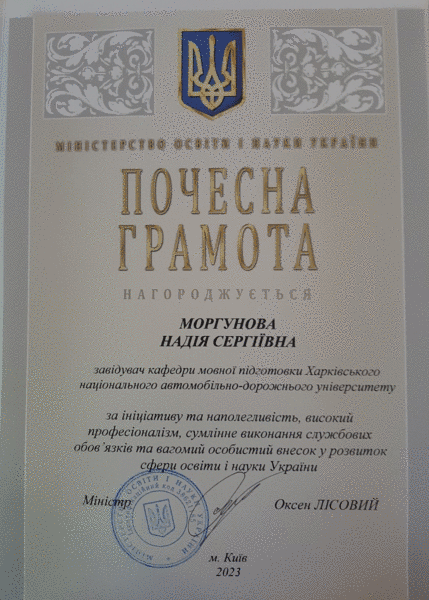 МІНІСТЕРСТВО ОСВІТИ І НАУКИ УКРАЇНИ
ПОЧЕСНА
ГРАМОТА
НАГОРОДЖУЄТЬСЯ
МОРГУНОВА
НАДІЯ СЕРГІЇВНА
завідувач кафедри мовної підготовки Харківського
національного автомобільно-дорожнього університету
за ініціативу та наполегливість, високий
професіоналізм, сумлінне виконання службових
обов´язків та вагомий особистий внесок у розвиток
сфери освіти і науки України
Міністр
Оксен ЛІСОВИЙ
м. Київ
2023